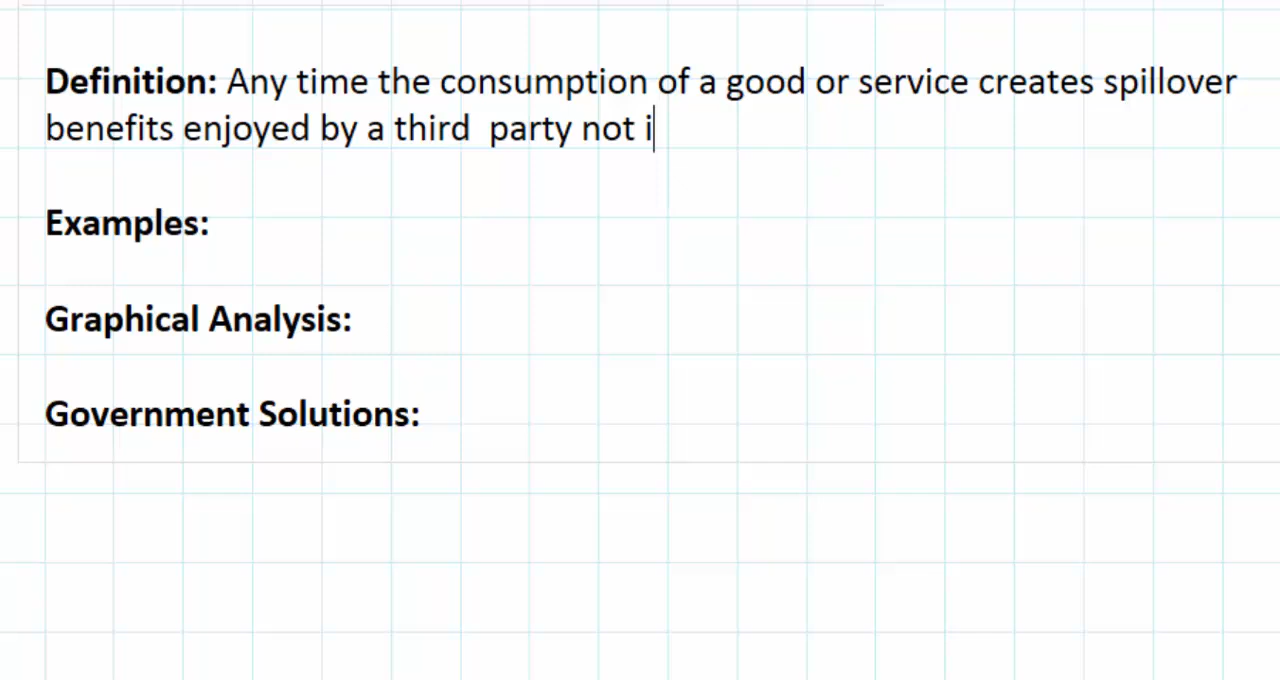 Definition: Any time the consumption of a good or service creates spillover
benefits enjoyed by a third  party not i
Examples:
Graphical Analysis:
Government Solutions: